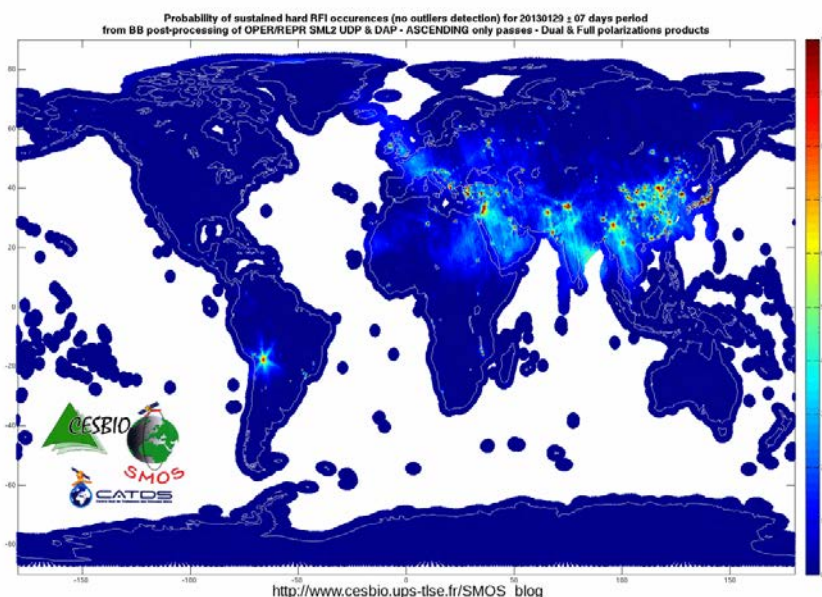 Probability of sustained hard RFI occurences (no outliers detection) for 20130129 ± 07 days period
from BB post-processing of OPER/REPR SML2 UDP & DAP - ASCENDING only passes - Dual & Full polarizations products
80
60
40
20
0
-20
-40
-60
-80
-150
-100
-50
0
50
100
150
CESBIO
SMOS
CATDS
http://www.cesbio.ups-tlse.fr/SMOS_blog